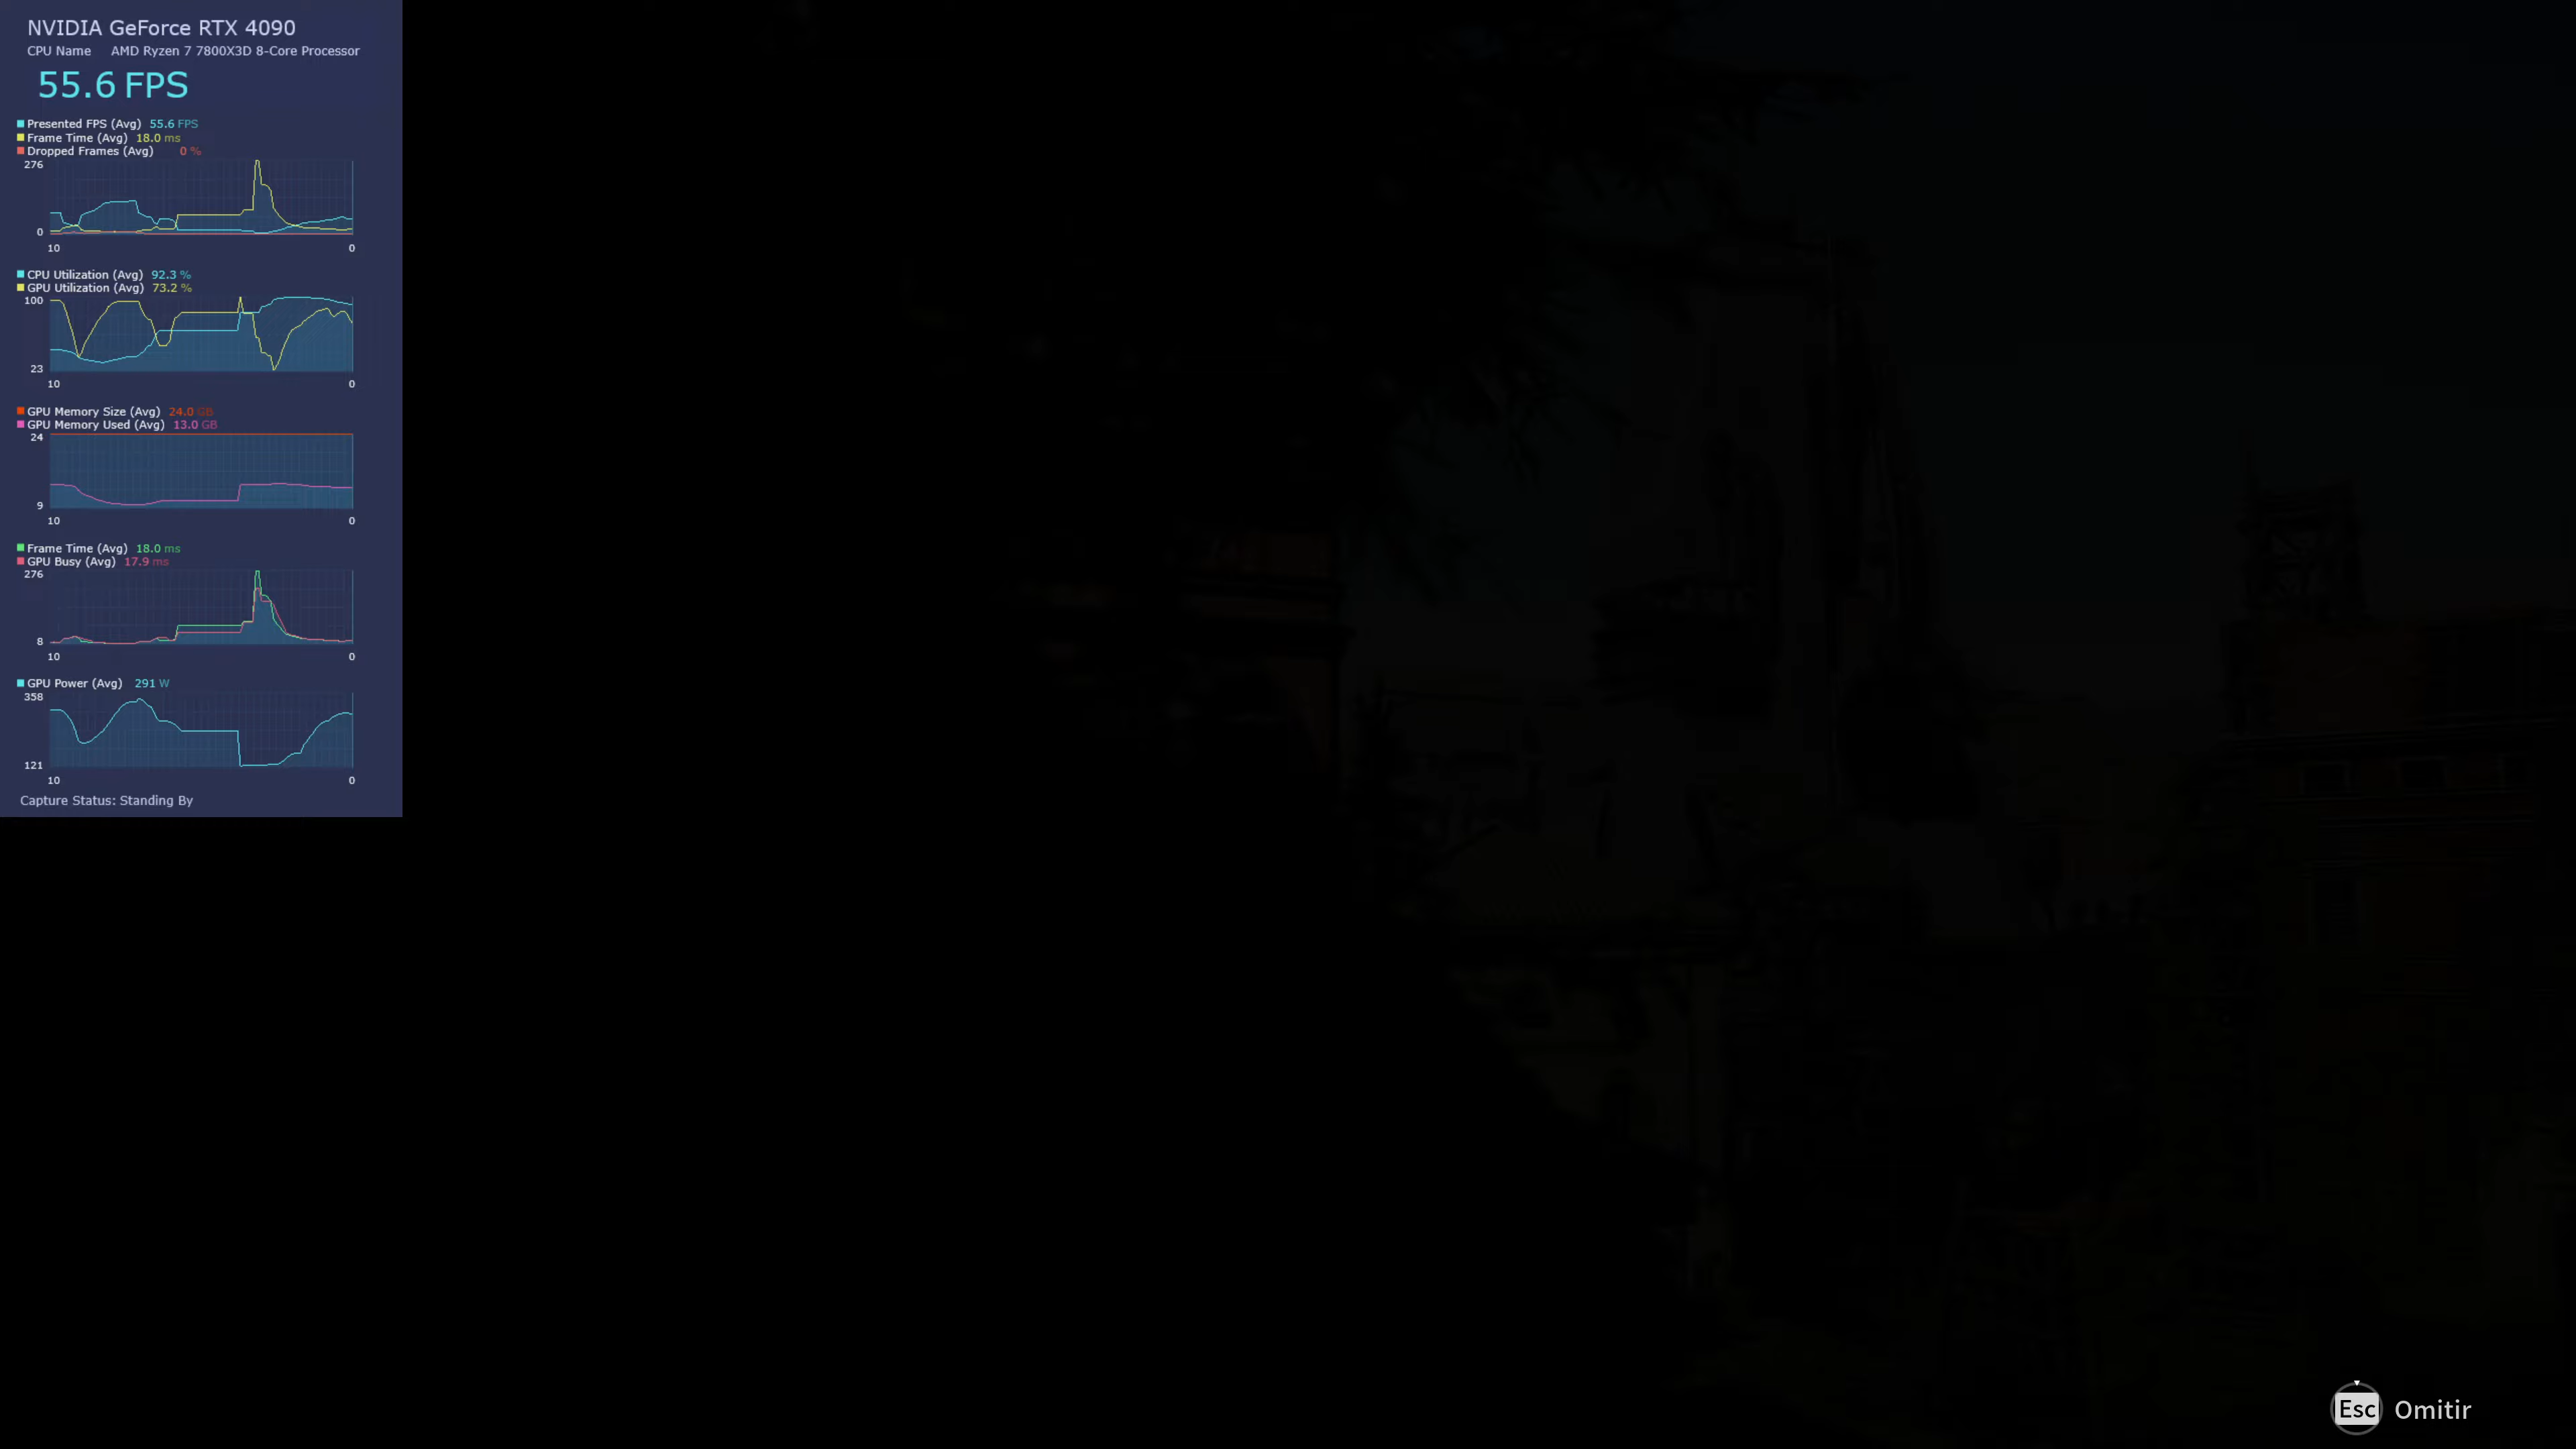 NVIDIA GeForce RTX 4090
CPU Name AMD Ryzen 7 7800X3D 8-Core Processor
55.6 FPS
Presented FPS (Avg) 55.6 FPS
Frame Time (Avg) 18.0 ms
Dropped Frames (Avg) 0 %
276
0
10 0
CPU Utilization (Avg) 92.3 %
GPU Utilization (Avg) 73.2 %
100
23
10 0
GPU Memory Size (Avg) 24.0 GB
GPU Memory Used (Avg) 13.0 GB
24
9
10 0
Frame Time (Avg) 18.0 ms
GPU Busy (Avg) 17.9 ms
276
8
10 0
GPU Power (Avg) 291 W
358
121
10 0
Capture Status: Standing By
Esc Omitir